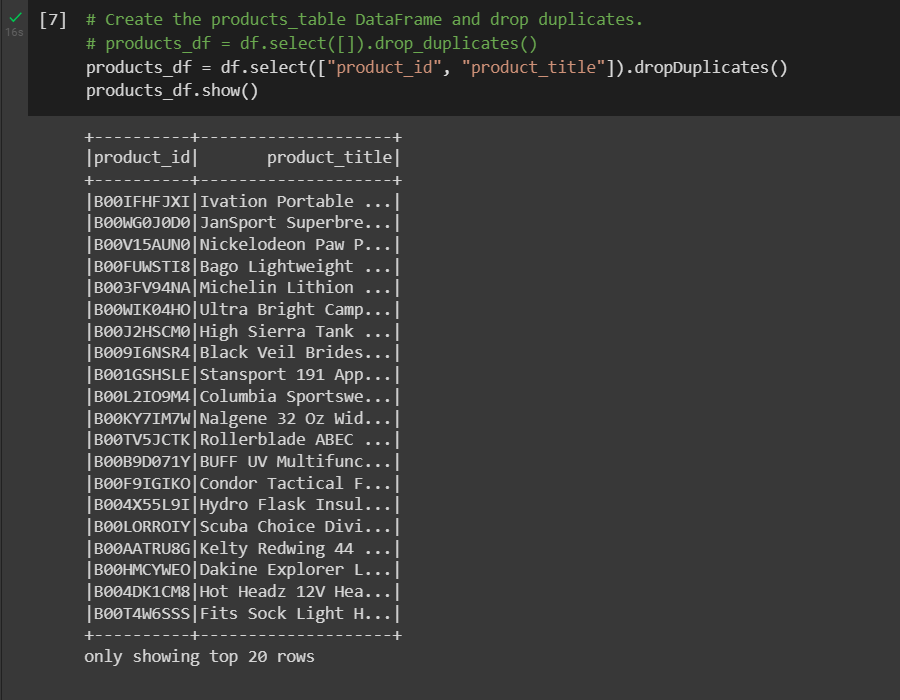 16s
[7] # Create the products_table DataFrame and drop duplicates.
# products_df = df.select([]).drop_duplicates()
products_df = df.select(["product_id", "product_title"]).dropDuplicates()
products_df.show()
+----------+--------------------+
|product_id|       product_title|
+----------+--------------------+
|B00IFHFJXI|Ivation Portable ...|
|B00WG0J0D0|JanSport Superbre...|
|B00V15AUN0|Nickelodeon Paw P...|
|B00FUWSTI8|Bago Lightweight ...|
|B003FV94NA|Michelin Lithion ...|
|B00WIK04HO|Ultra Bright Camp...|
|B00J2HSCM0|High Sierra Tank ...|
|B009I6NSR4|Black Veil Brides...|
|B001GSHSLE|Stansport 191 App...|
|B00L2IO9M4|Columbia Sportswe...|
|B00KY7IM7W|Nalgene 32 Oz Wid...|
|B00TV5JCTK|Rollerblade ABEC ...|
|B00B9D071Y|BUFF UV Multifunc...|
|B00F9IGIKO|Condor Tactical F...|
|B004X55L9I|Hydro Flask Insul...|
|B00LORROIY|Scuba Choice Divi...|
|B00AATRU8G|Kelty Redwing 44 ...|
|B00HMCYWEO|Dakine Explorer L...|
|B004DK1CM8|Hot Headz 12V Hea...|
|B00T4W6SSS|Fits Sock Light H...|
+----------+--------------------+
only showing top 20 rows